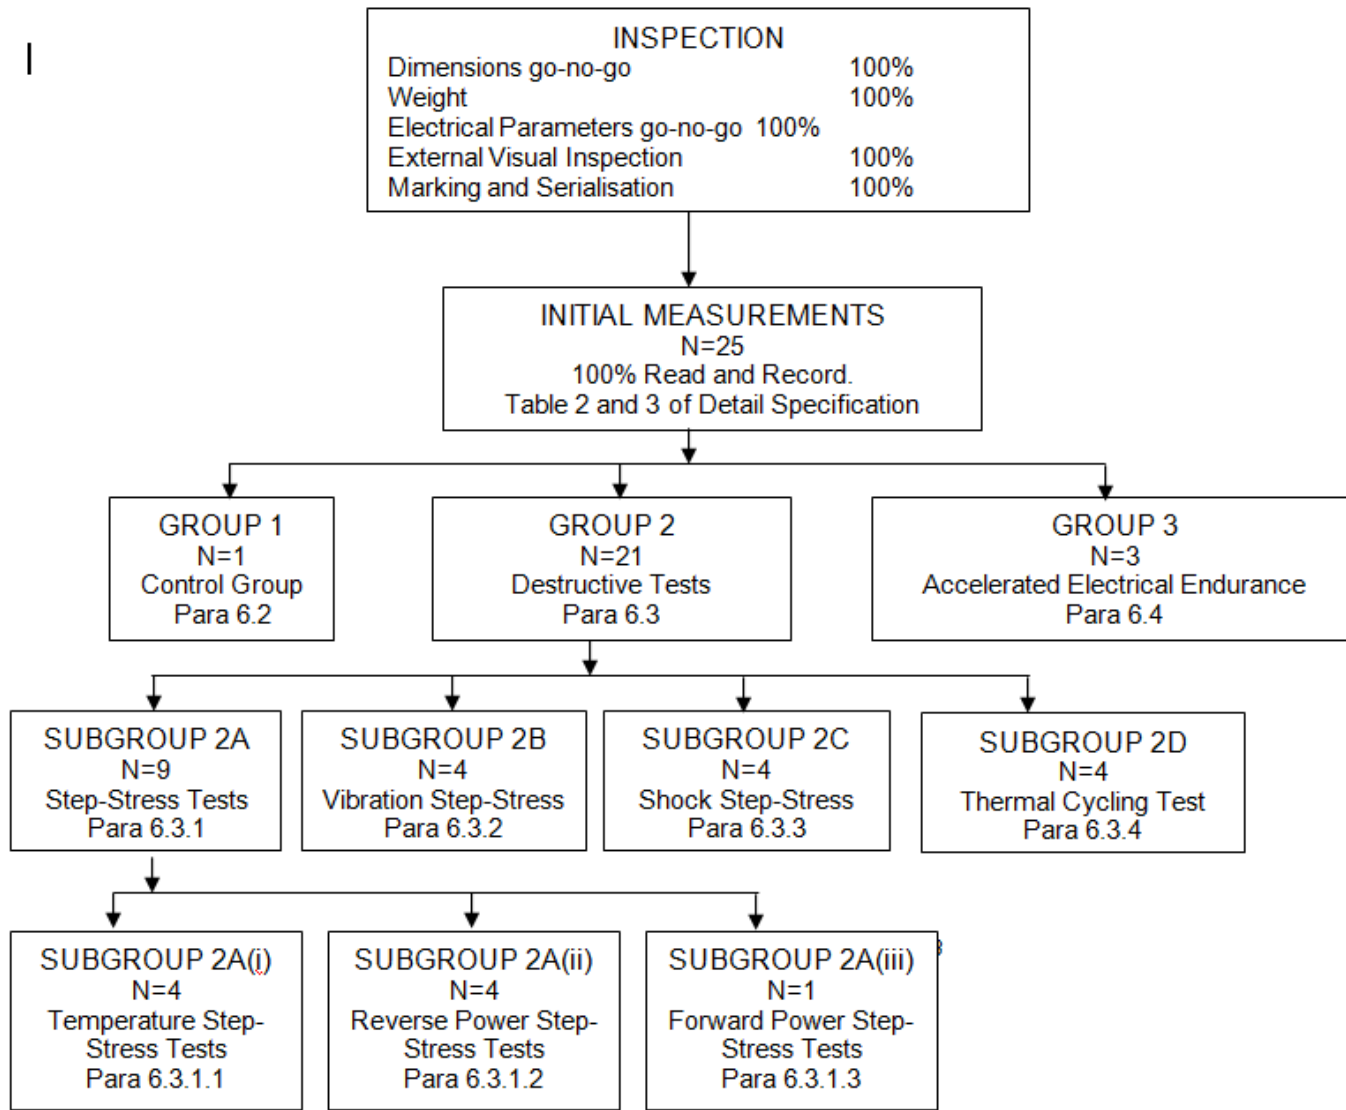 INSPECTION
Dimensions go-no-go 100%
Weight 100%
Electrical Parameters go-no-go 100%
External Visual Inspection 100%
Marking and Serialisation 100%
INITIAL MEASUREMENTS
N=25
100% Read and Record.
Table 2 and 3 of Detail Specification
GROUP 1
N=1
Control Group
Para 6.2
GROUP 2
N=21
Destructive Tests
Para 6.3
GROUP 3
N=3
Accelerated Electrical Endurance
Para 6.4
SUBGROUP 2A
N=9
Step-Stress Tests
Para 6.3.1
SUBGROUP 2B
N=4
Vibration Step-Stress
Para 6.3.2
SUBGROUP 2C
N=4
Shock Step-Stress
Para 6.3.3
SUBGROUP 2D
N=4
Thermal Cycling Test
Para 6.3.4
SUBGROUP 2A(i)
N=4
Temperature Step-
Stress Tests
Para 6.3.1.1
SUBGROUP 2A(ii)
N=4
Reverse Power Step-
Stress Tests
Para 6.3.1.2
SUBGROUP 2A(iii)
N=1
Forward Power Step-
Stress Tests
Para 6.3.1.3